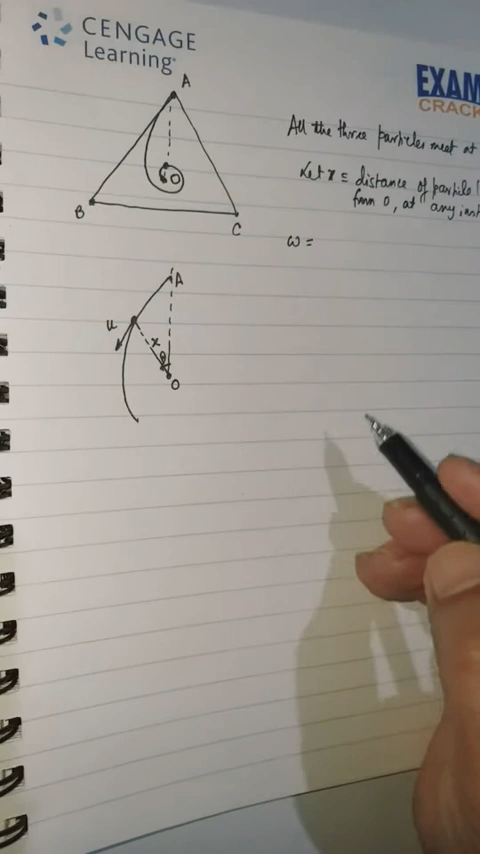 CENGAGE
Learning
EXAM
CRACK
A
O
B
C
All the three particles meet at
Let x = distance of particle
from O, at any inst
ω =
A
u
x
θ
O